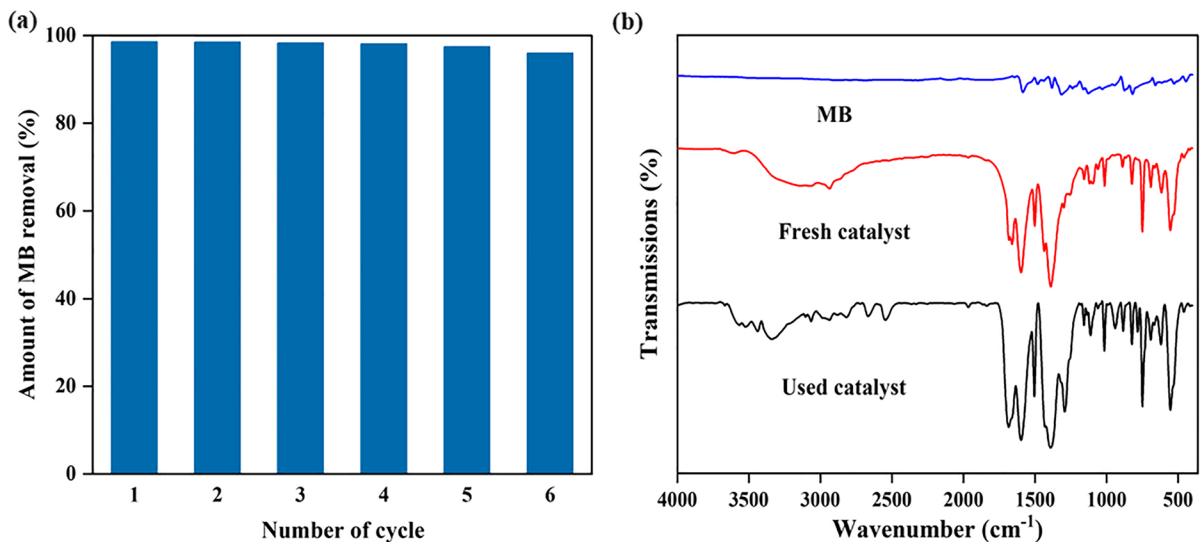 (a)
Amount of MB removal (%)
100
80
60
40
20
0
1 2 3 4 5 6
Number of cycle
(b)
Transmissions (%)
MB
Fresh catalyst
Used catalyst
4000 3500 3000 2500 2000 1500 1000 500
Wavenumber (cm⁻¹)